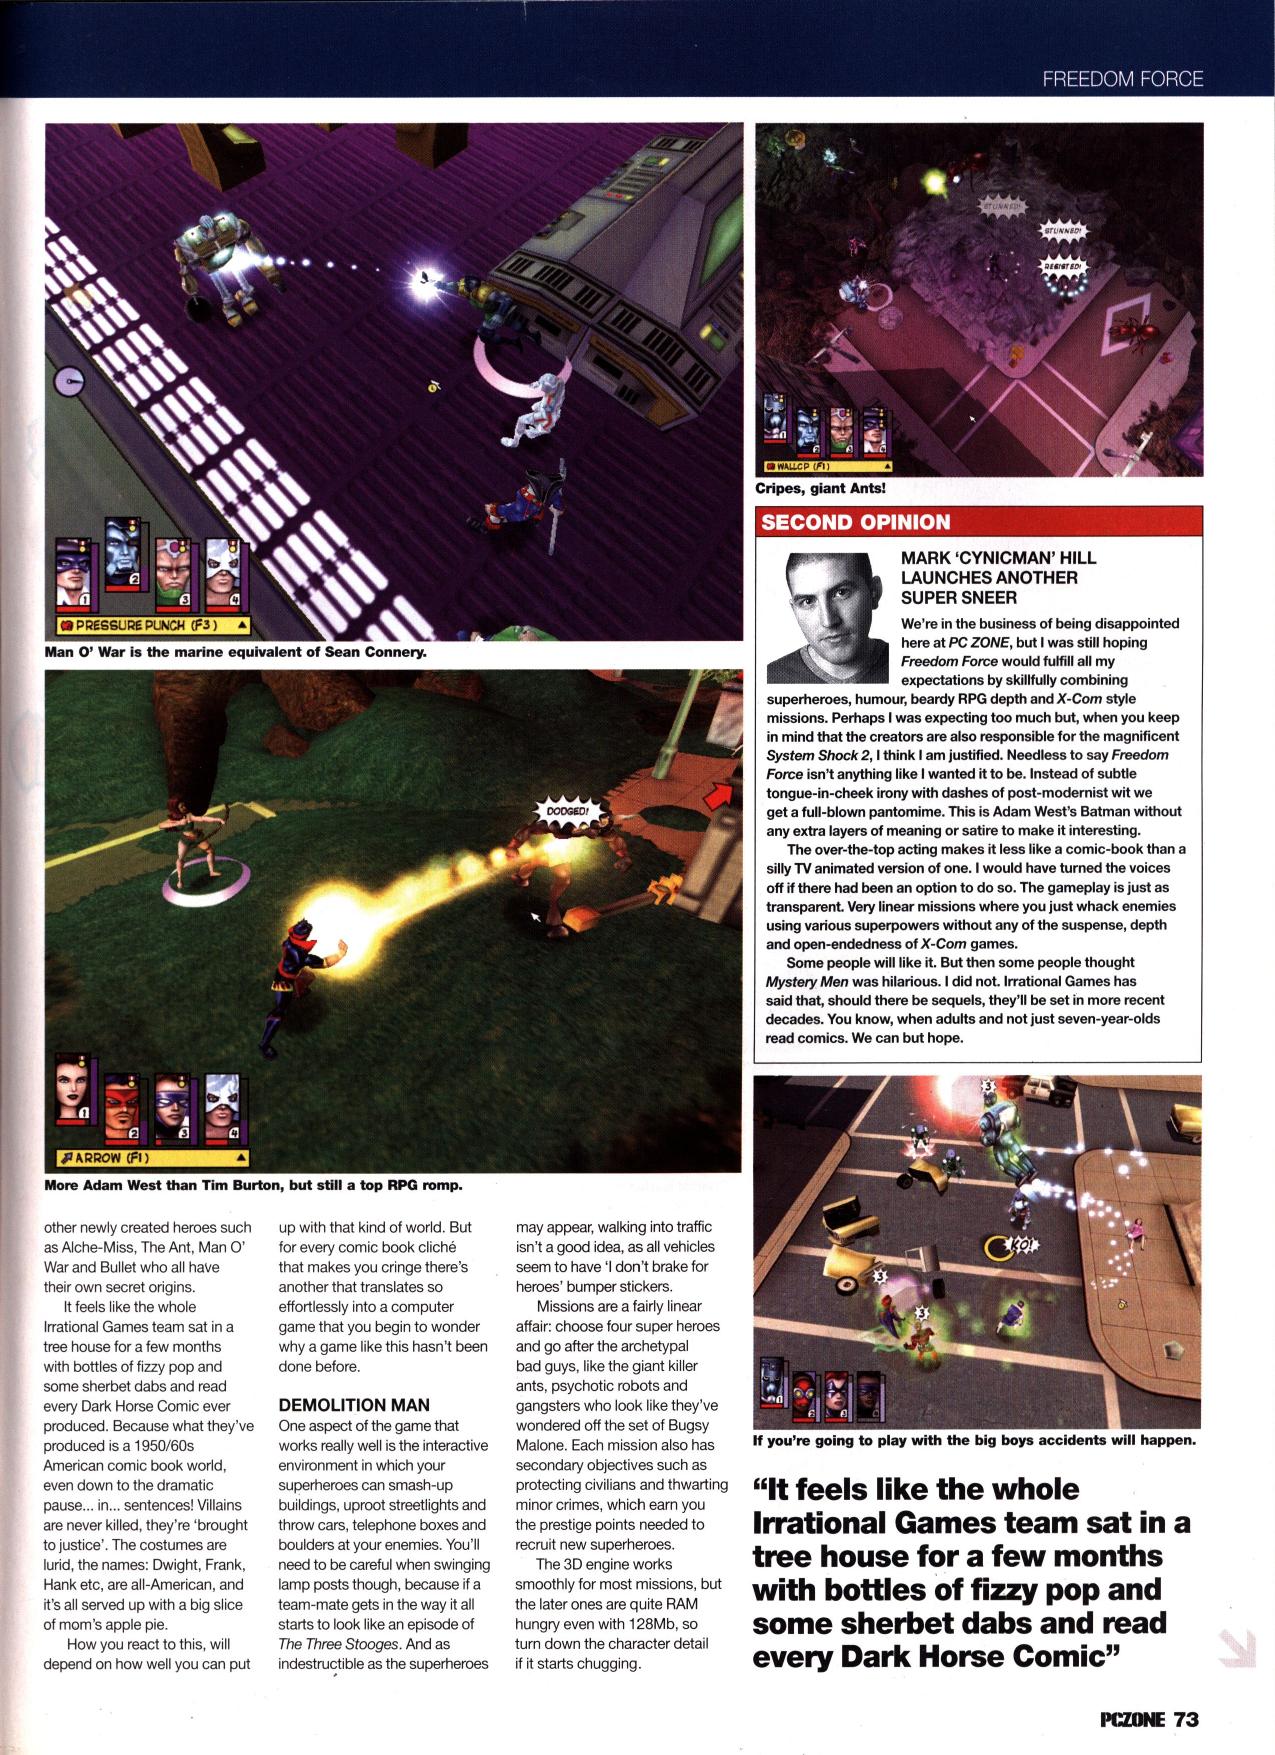 FREEDOM FORCE
PRESSURE PUNCH (F3)
1
2
3
4
Man O' War is the marine equivalent of Sean Connery.
STUNNED!
STUNNED!
RESISTED!
1
2
3
4
WALLCP (F1)
Cripes, giant Ants!
DODGED!
1
2
3
4
ARROW (F1)
More Adam West than Tim Burton, but still a top RPG romp.
SECOND OPINION
MARK 'CYNICMAN' HILL
LAUNCHES ANOTHER
SUPER SNEER
We're in the business of being disappointed
here at PC ZONE, but I was still hoping
Freedom Force would fulfill all my
expectations by skillfully combining
superheroes, humour, beardy RPG depth and X-Com style
missions. Perhaps I was expecting too much but, when you keep
in mind that the creators are also responsible for the magnificent
System Shock 2, I think I am justified. Needless to say Freedom
Force isn't anything like I wanted it to be. Instead of subtle
tongue-in-cheek irony with dashes of post-modernist wit we
get a full-blown pantomime. This is Adam West's Batman without
any extra layers of meaning or satire to make it interesting.
The over-the-top acting makes it less like a comic-book than a
silly TV animated version of one. I would have turned the voices
off if there had been an option to do so. The gameplay is just as
transparent. Very linear missions where you just whack enemies
using various superpowers without any of the suspense, depth
and open-endedness of X-Com games.
Some people will like it. But then some people thought
Mystery Men was hilarious. I did not. Irrational Games has
said that, should there be sequels, they'll be set in more recent
decades. You know, when adults and not just seven-year-olds
read comics. We can but hope.
3
KO!
3
3
If you're going to play with the big boys accidents will happen.
other newly created heroes such
as Alche-Miss, The Ant, Man O'
War and Bullet who all have
their own secret origins.
It feels like the whole
Irrational Games team sat in a
tree house for a few months
with bottles of fizzy pop and
some sherbet dabs and read
every Dark Horse Comic ever
produced. Because what they've
produced is a 1950/60s
American comic book world,
even down to the dramatic
pause... in... sentences! Villains
are never killed, they're 'brought
to justice'. The costumes are
lurid, the names: Dwight, Frank,
Hank etc, are all-American, and
it's all served up with a big slice
of mom's apple pie.
How you react to this, will
depend on how well you can put
up with that kind of world. But
for every comic book cliché
that makes you cringe there's
another that translates so
effortlessly into a computer
game that you begin to wonder
why a game like this hasn't been
done before.
DEMOLITION MAN
One aspect of the game that
works really well is the interactive
environment in which your
superheroes can smash-up
buildings, uproot streetlights and
throw cars, telephone boxes and
boulders at your enemies. You'll
need to be careful when swinging
lamp posts though, because if a
team-mate gets in the way it all
starts to look like an episode of
The Three Stooges. And as
indestructible as the superheroes
may appear, walking into traffic
isn't a good idea, as all vehicles
seem to have 'I don't brake for
heroes' bumper stickers.
Missions are a fairly linear
affair: choose four super heroes
and go after the archetypal
bad guys, like the giant killer
ants, psychotic robots and
gangsters who look like they've
wondered off the set of Bugsy
Malone. Each mission also has
secondary objectives such as
protecting civilians and thwarting
minor crimes, which earn you
the prestige points needed to
recruit new superheroes.
The 3D engine works
smoothly for most missions, but
the later ones are quite RAM
hungry even with 128Mb, so
turn down the character detail
if it starts chugging.
"It feels like the whole
Irrational Games team sat in a
tree house for a few months
with bottles of fizzy pop and
some sherbet dabs and read
every Dark Horse Comic"
PCZONE 73